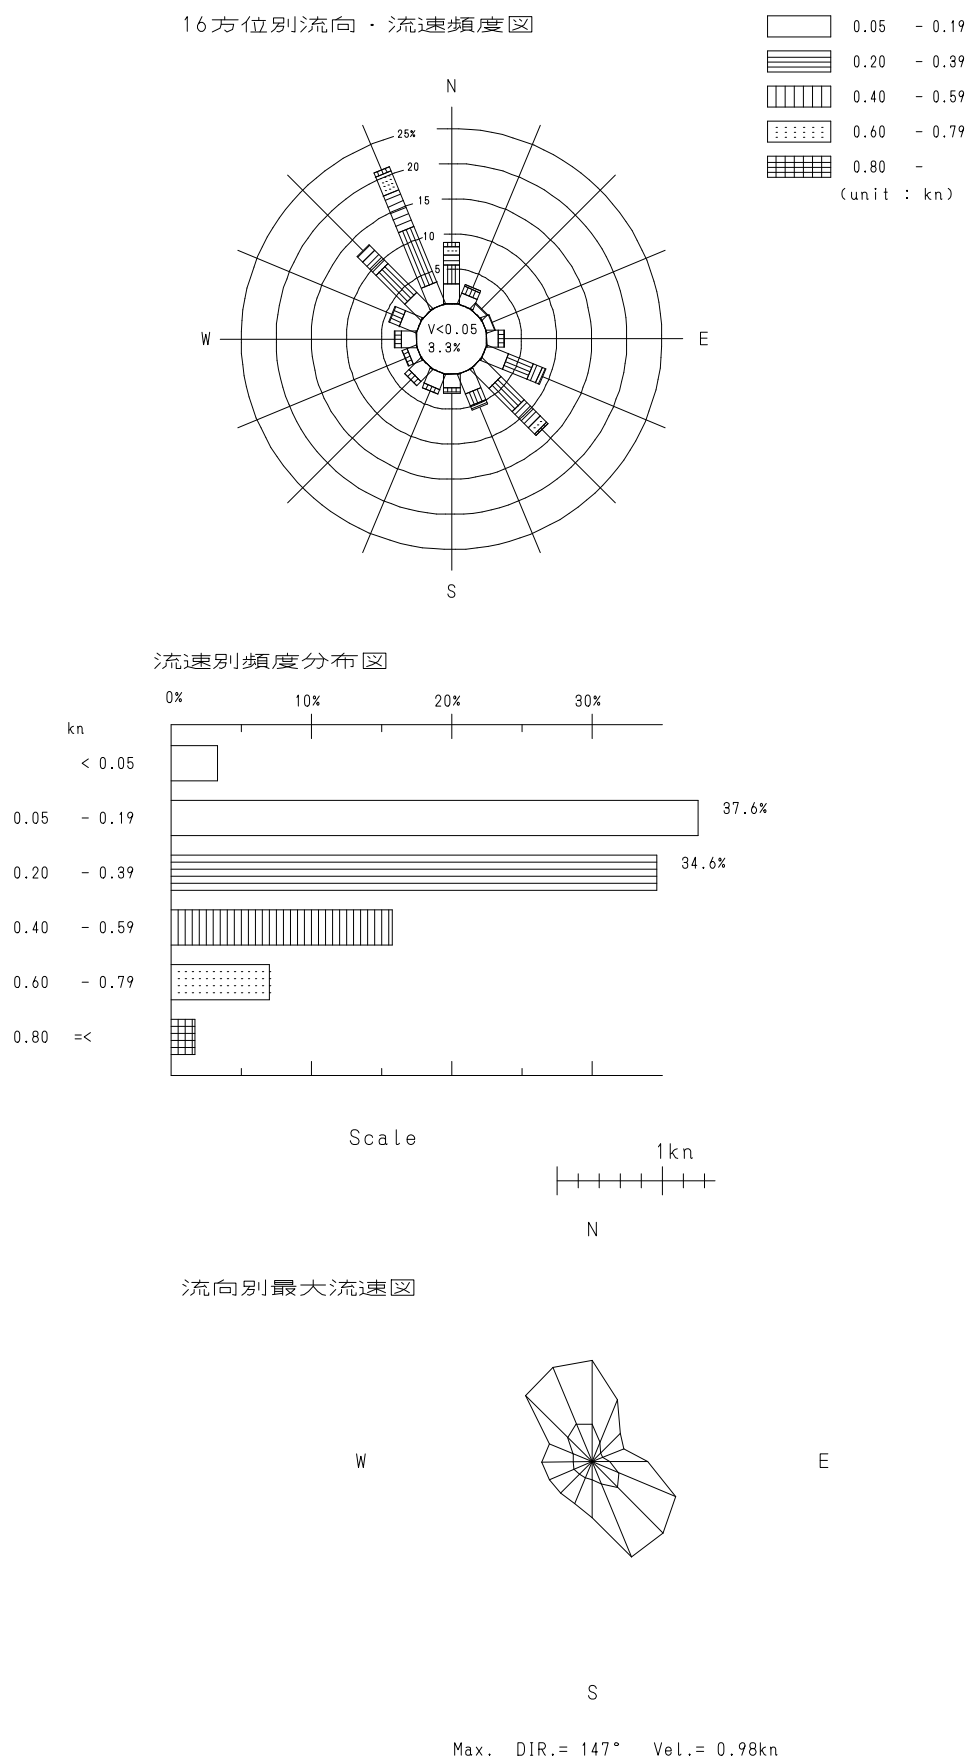 16方位別流向・流速頻度図
0.05 - 0.19
0.20 - 0.39
0.40 - 0.59
0.60 - 0.79
0.80 -
(unit : kn)
N
25%
20
15
10
5
W
V<0.05
3.3%
E
S
流速別頻度分布図
0% 10% 20% 30%
kn
< 0.05
0.05 - 0.19 37.6%
0.20 - 0.39 34.6%
0.40 - 0.59
0.60 - 0.79
0.80 =<
Scale
1kn
N
流向別最大流速図
W E
S
Max. DIR.= 147° Vel.= 0.98kn